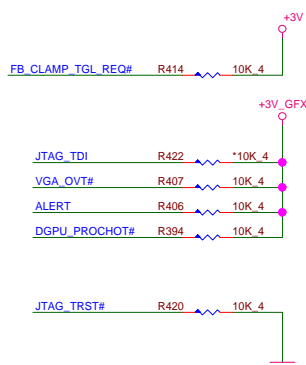 +3V
FB_CLAMP_TGL_REQ# R414 10K_4
+3V_GFX
JTAG_TDI R422 *10K_4
VGA_OVT# R407 10K_4
ALERT R406 10K_4
DGPU_PROCHOT# R394 10K_4
JTAG_TRST# R420 10K_4